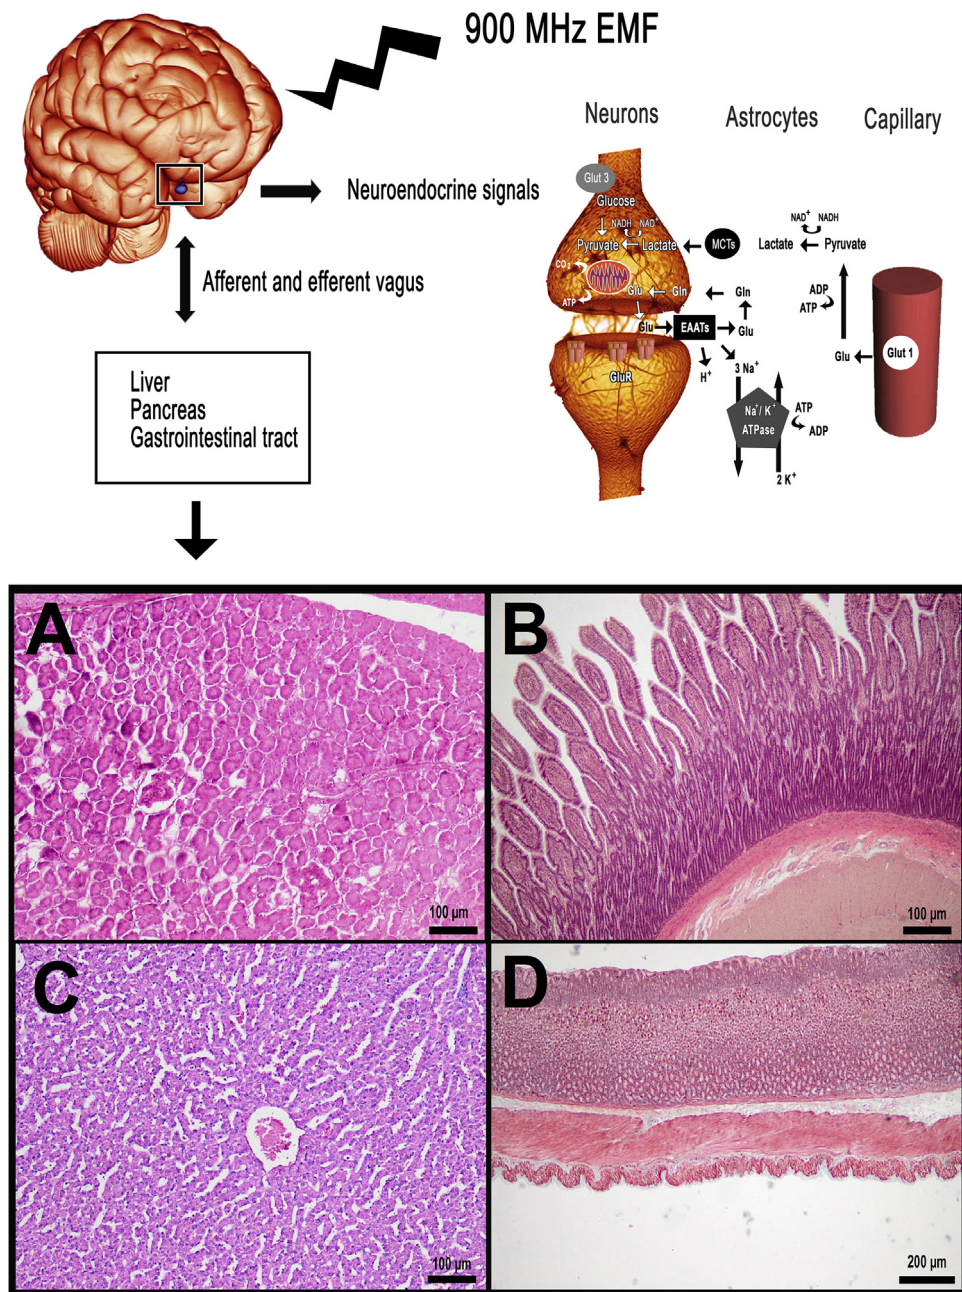 900 MHz EMF
Neurons
Astrocytes
Capillary
Neuroendocrine signals
Afferent and efferent vagus
Liver
Pancreas
Gastrointestinal tract
Glut 3
Glucose
NADH NAD+
Pyruvate Lactate
MCTs
NAD+ NADH
Lactate Pyruvate
CO2
ATP
Glu Gln
Gln
ADP
ATP
Glu
EAATs
Glu
Glu
Glut 1
GluR
H+
3 Na+
Na+/ K+
ATPase
ATP
ADP
2 K+
A
100 µm
B
100 µm
C
100 µm
D
200 µm